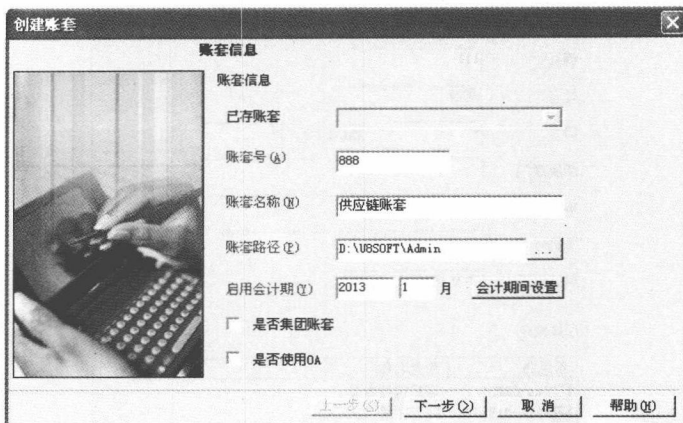 创建账套
账套信息
账套信息
已存账套
账套号(A) 888
账套名称(N) 供应链账套
账套路径(P) D:\U8SOFT\Admin ...
启用会计期(Y) 2013 1 月 会计期间设置
是否集团账套
是否使用OA
上一步(<) 下一步(>) 取 消 帮助(H)